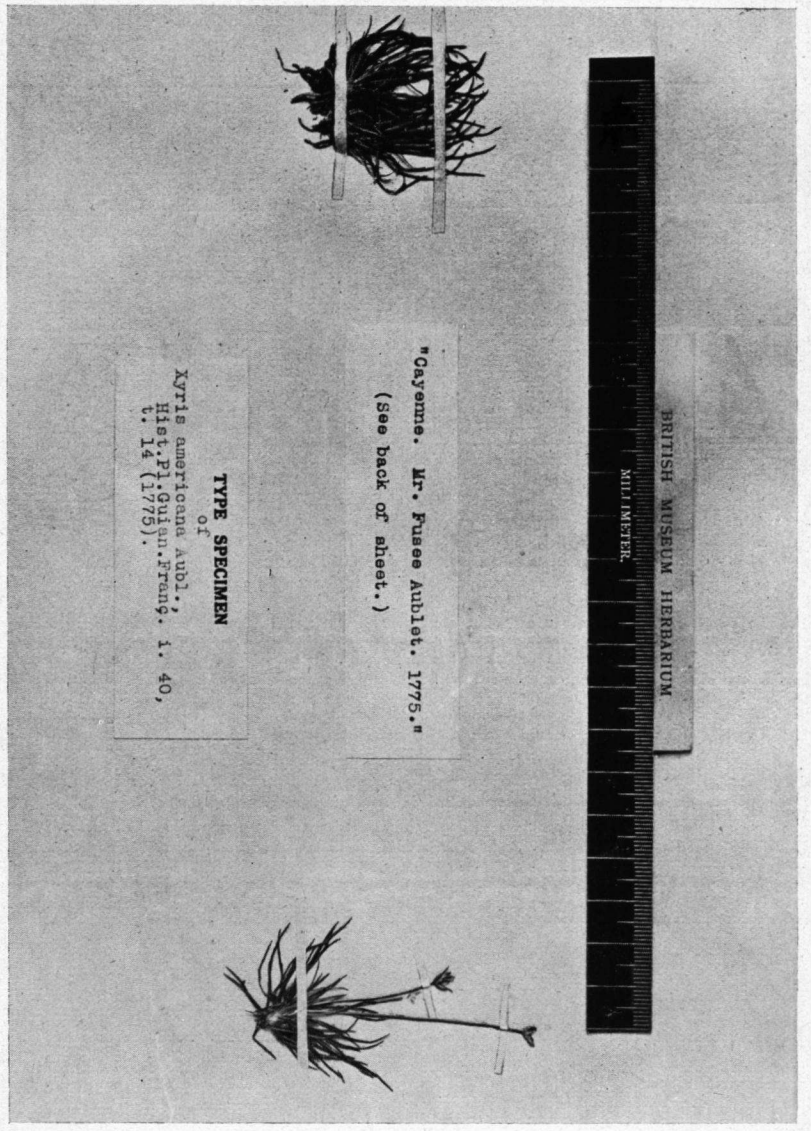 BRITISH MUSEUM HERBARIUM
MILLIMETER.
"Cayenne. Mr. Fusee Aublet. 1775."
(See back of sheet.)
TYPE SPECIMEN
of
Xyris americana Aubl.,
Hist.Pl.Guian.Franç. i. 40,
t. 14 (1775).